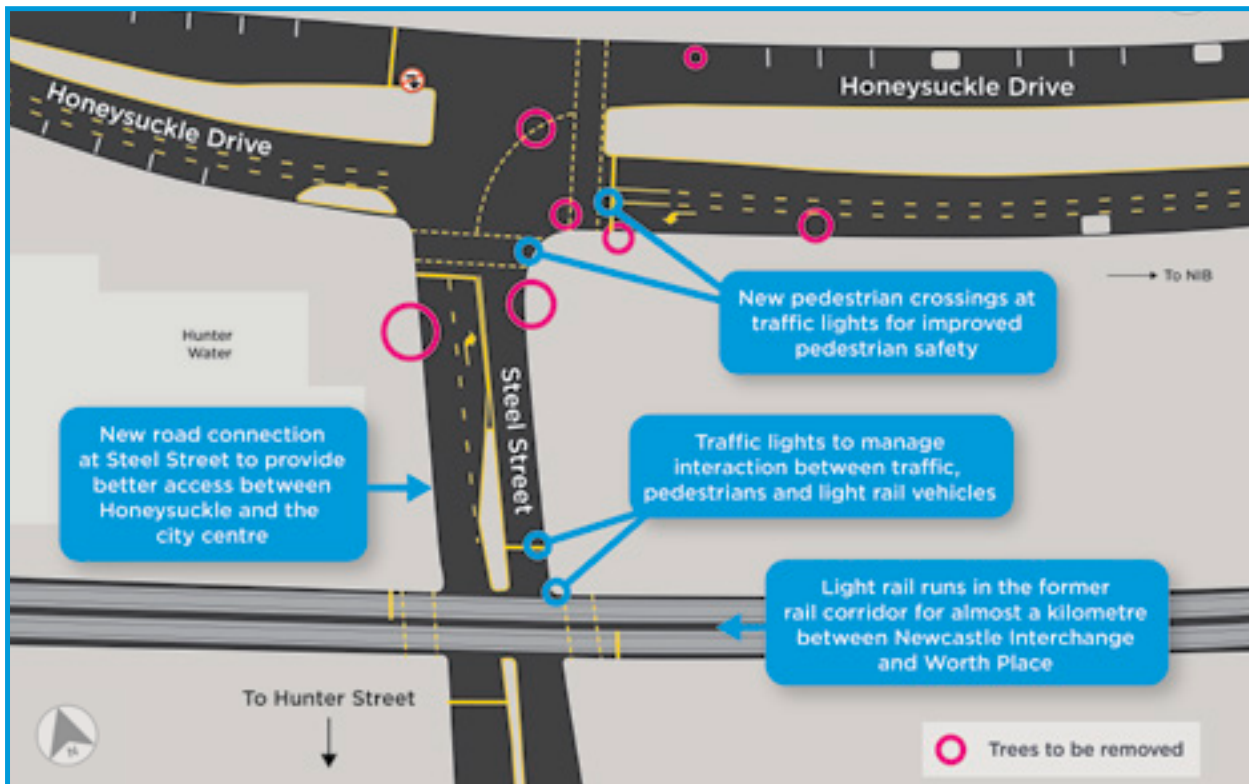 Honeysuckle Drive
Honeysuckle Drive
To NIB
New pedestrian crossings at
traffic lights for improved
pedestrian safety
Hunter
Water
Steel Street
New road connection
at Steel Street to provide
better access between
Honeysuckle and the
city centre
Traffic lights to manage
interaction between traffic,
pedestrians and light rail vehicles
Light rail runs in the former
rail corridor for almost a kilometre
between Newcastle Interchange
and Worth Place
To Hunter Street
N
Trees to be removed